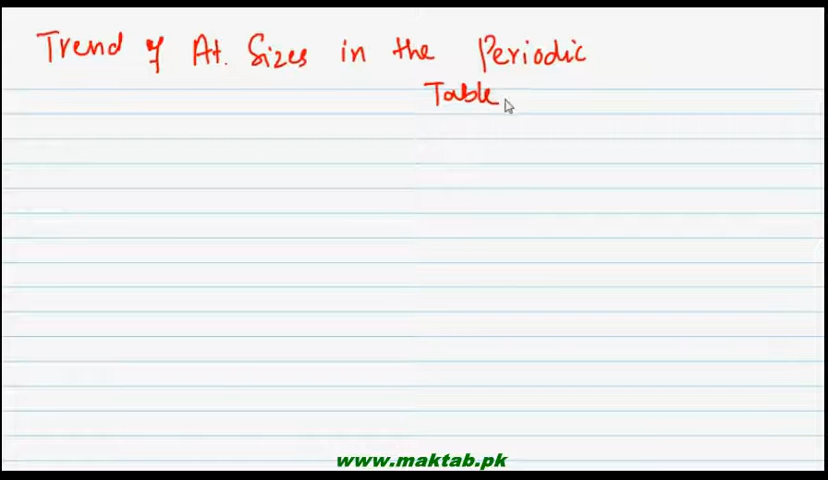 Trend of At. Sizes in the Periodic
Table
www.maktab.pk